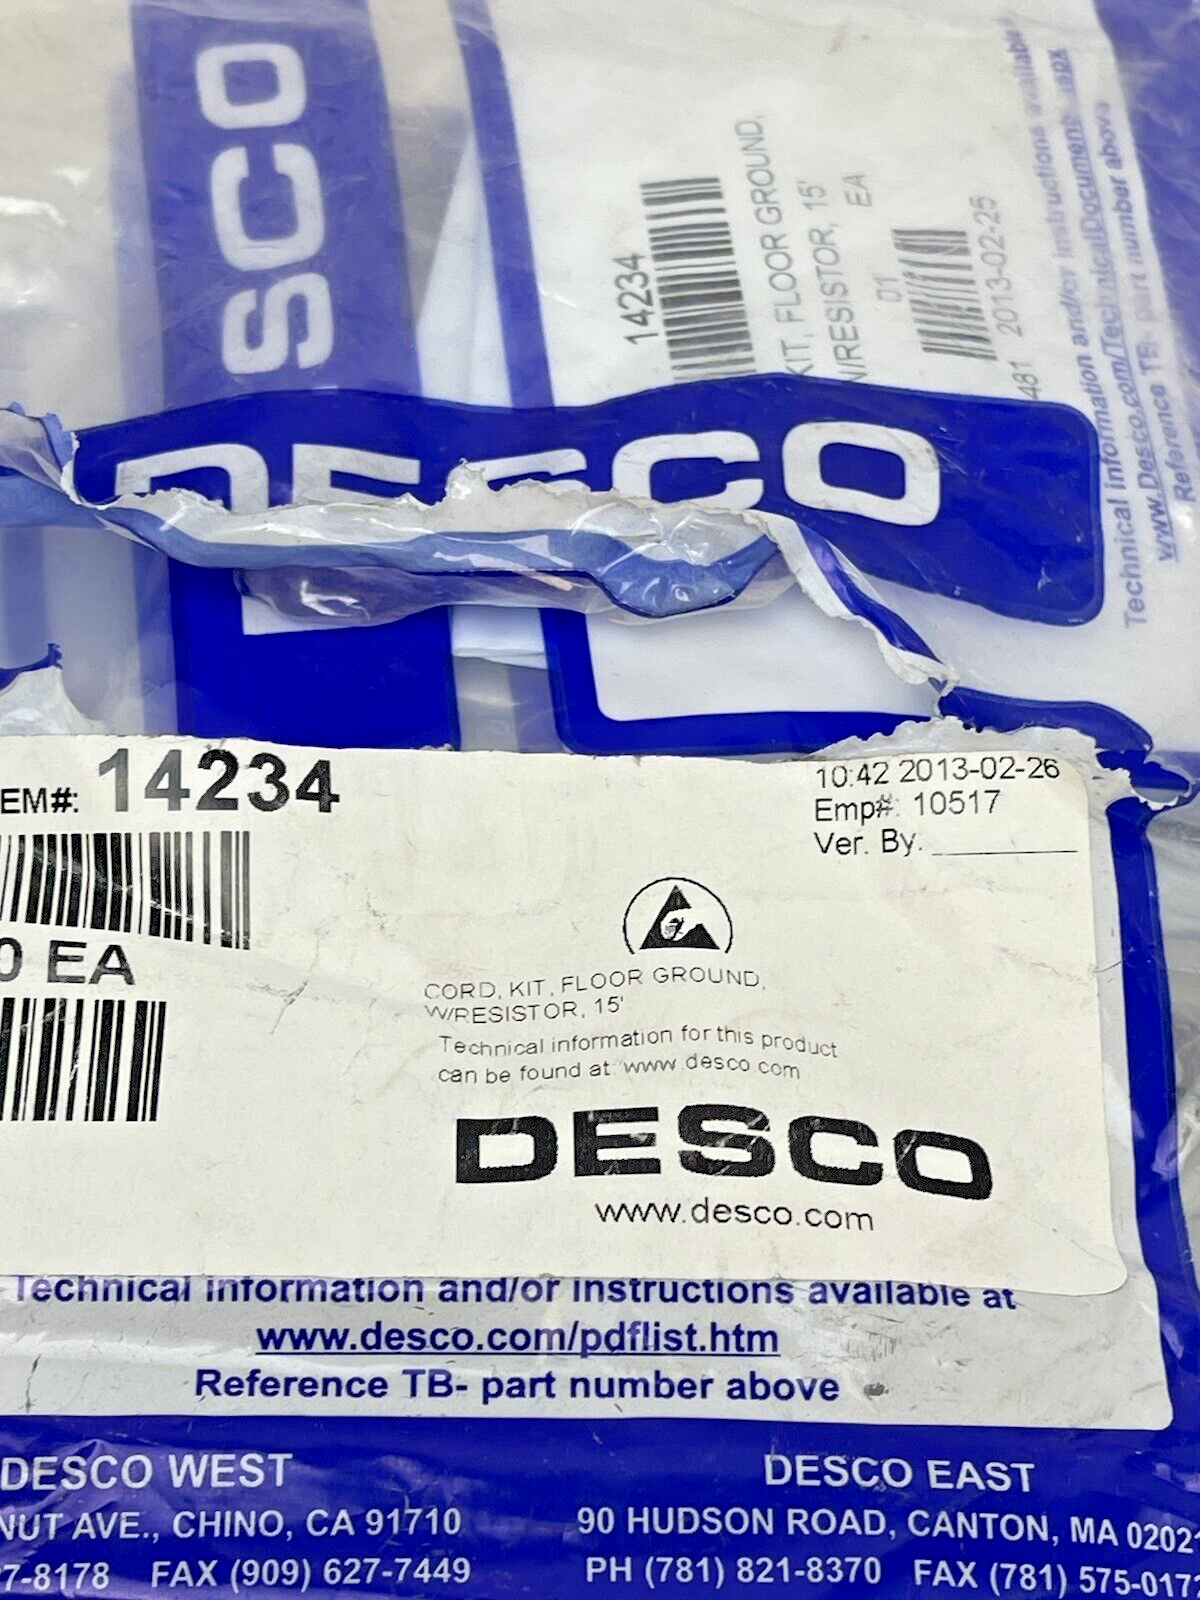 SCO
14234
KIT, FLOOR GROUND,
W/RESISTOR, 15'
EA
01
481 2013-02-25
Technical Information and/or Instructions available
www.Desco.com/TechnicalDocuments
Reference TB- part number above
DESCO
EM#: 14234
10:42 2013-02-26
Emp#: 10517
Ver. By.
0 EA
CORD, KIT, FLOOR GROUND,
W/RESISTOR, 15'
Technical information for this product
can be found at: www.desco.com
DESCO
www.desco.com
Technical Information and/or Instructions available at
www.desco.com/pdflist.htm
Reference TB- part number above
DESCO WEST
NUT AVE., CHINO, CA 91710
7-8178 FAX (909) 627-7449
DESCO EAST
90 HUDSON ROAD, CANTON, MA 0202
PH (781) 821-8370 FAX (781) 575-017